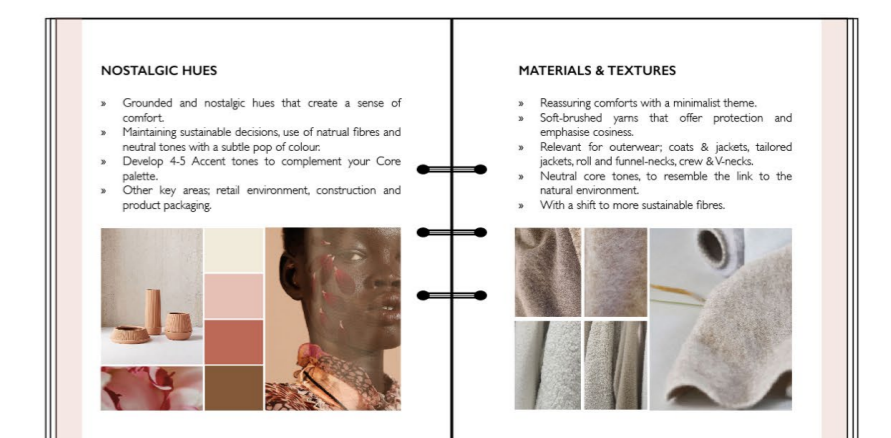 NOSTALGIC HUES
» Grounded and nostalgic hues that create a sense of
comfort.
» Maintaining sustainable decisions, use of natrual fibres and
neutral tones with a subtle pop of colour.
» Develop 4-5 Accent tones to complement your Core
palette.
» Other key areas; retail environment, construction and
product packaging.
MATERIALS & TEXTURES
» Reassuring comforts with a minimalist theme.
» Soft-brushed yarns that offer protection and
emphasise cosiness.
» Relevant for outerwear; coats & jackets, tailored
jackets, roll and funnel-necks, crew & V-necks.
» Neutral core tones, to resemble the link to the
natural environment.
» With a shift to more sustainable fibres.